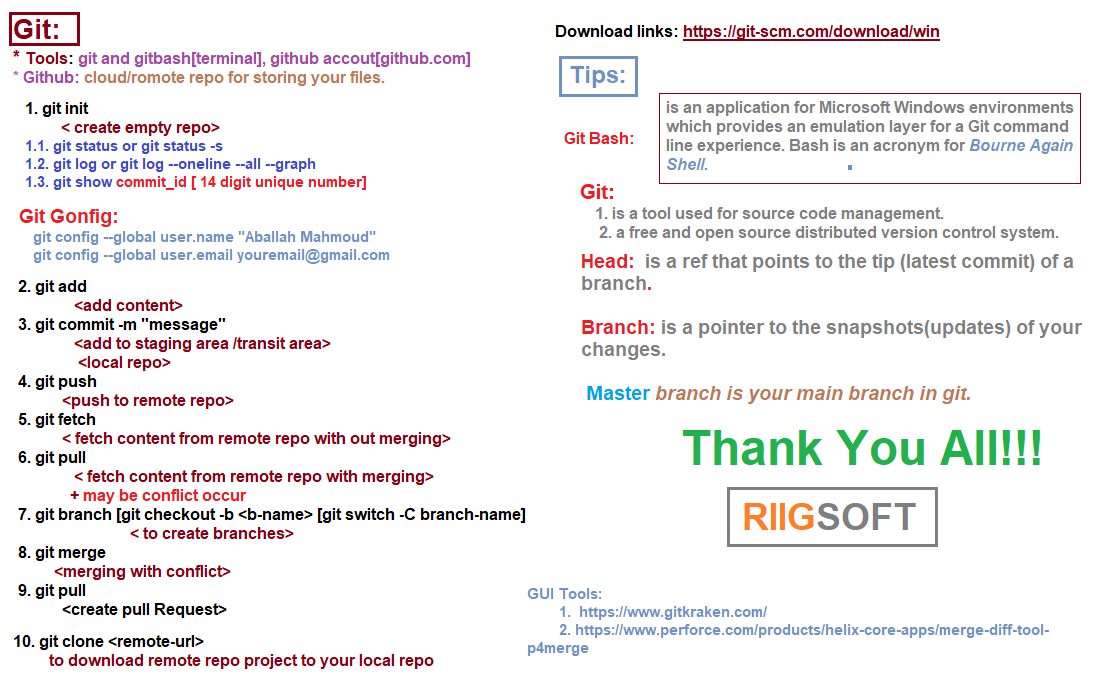 Git:
* Tools: git and gitbash[terminal], github accout[github.com]
* Github: cloud/romote repo for storing your files.
1. git init
< create empty repo>
1.1. git status or git status -s
1.2. git log or git log --oneline --all --graph
1.3. git show commit_id [ 14 digit unique number]
Git Gonfig:
git config --global user.name "Aballah Mahmoud"
git config --global user.email youremail@gmail.com
2. git add
<add content>
3. git commit -m "message"
<add to staging area /transit area>
<local repo>
4. git push
<push to remote repo>
5. git fetch
< fetch content from remote repo with out merging>
6. git pull
< fetch content from remote repo with merging>
+ may be conflict occur
7. git branch [git checkout -b <b-name> [git switch -C branch-name]
< to create branches>
8. git merge
<merging with conflict>
9. git pull
<create pull Request>
10. git clone <remote-url>
to download remote repo project to your local repo
Download links: https://git-scm.com/download/win
Tips:
Git Bash:
is an application for Microsoft Windows environments
which provides an emulation layer for a Git command
line experience. Bash is an acronym for Bourne Again
Shell.
Git:
1. is a tool used for source code management.
2. a free and open source distributed version control system.
Head: is a ref that points to the tip (latest commit) of a
branch.
Branch: is a pointer to the snapshots(updates) of your
changes.
Master branch is your main branch in git.
Thank You All!!!
RIIGSOFT
GUI Tools:
1. https://www.gitkraken.com/
2. https://www.perforce.com/products/helix-core-apps/merge-diff-tool-
p4merge